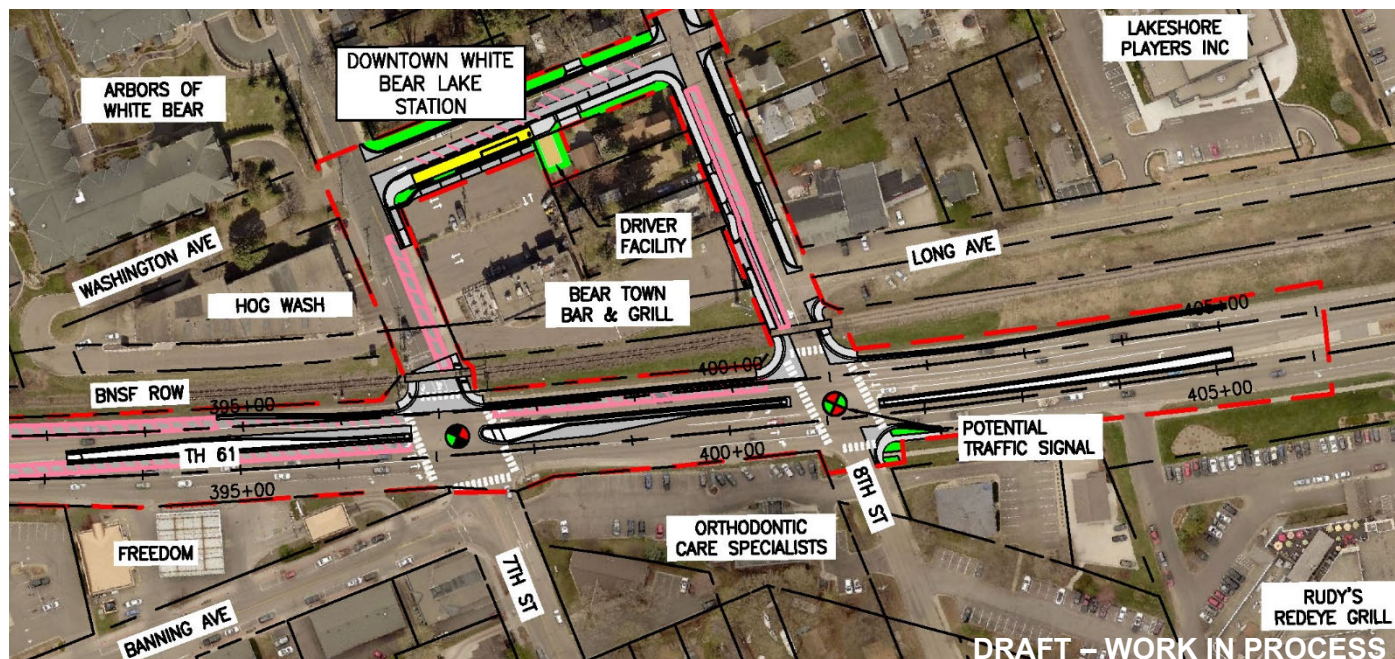 LAKESHORE
PLAYERS INC
DOWNTOWN WHITE
BEAR LAKE
STATION
ARBORS OF
WHITE BEAR
DRIVER
FACILITY
LONG AVE
WASHINGTON AVE
HOG WASH
BEAR TOWN
BAR & GRILL
BNSF ROW
395+00
400+00
405+00
TH 61
395+00
400+00
405+00
POTENTIAL
TRAFFIC SIGNAL
8TH ST
ORTHODONTIC
CARE SPECIALISTS
FREEDOM
7TH ST
BANNING AVE
RUDY'S
REDEYE GRILL
DRAFT – WORK IN PROCESS